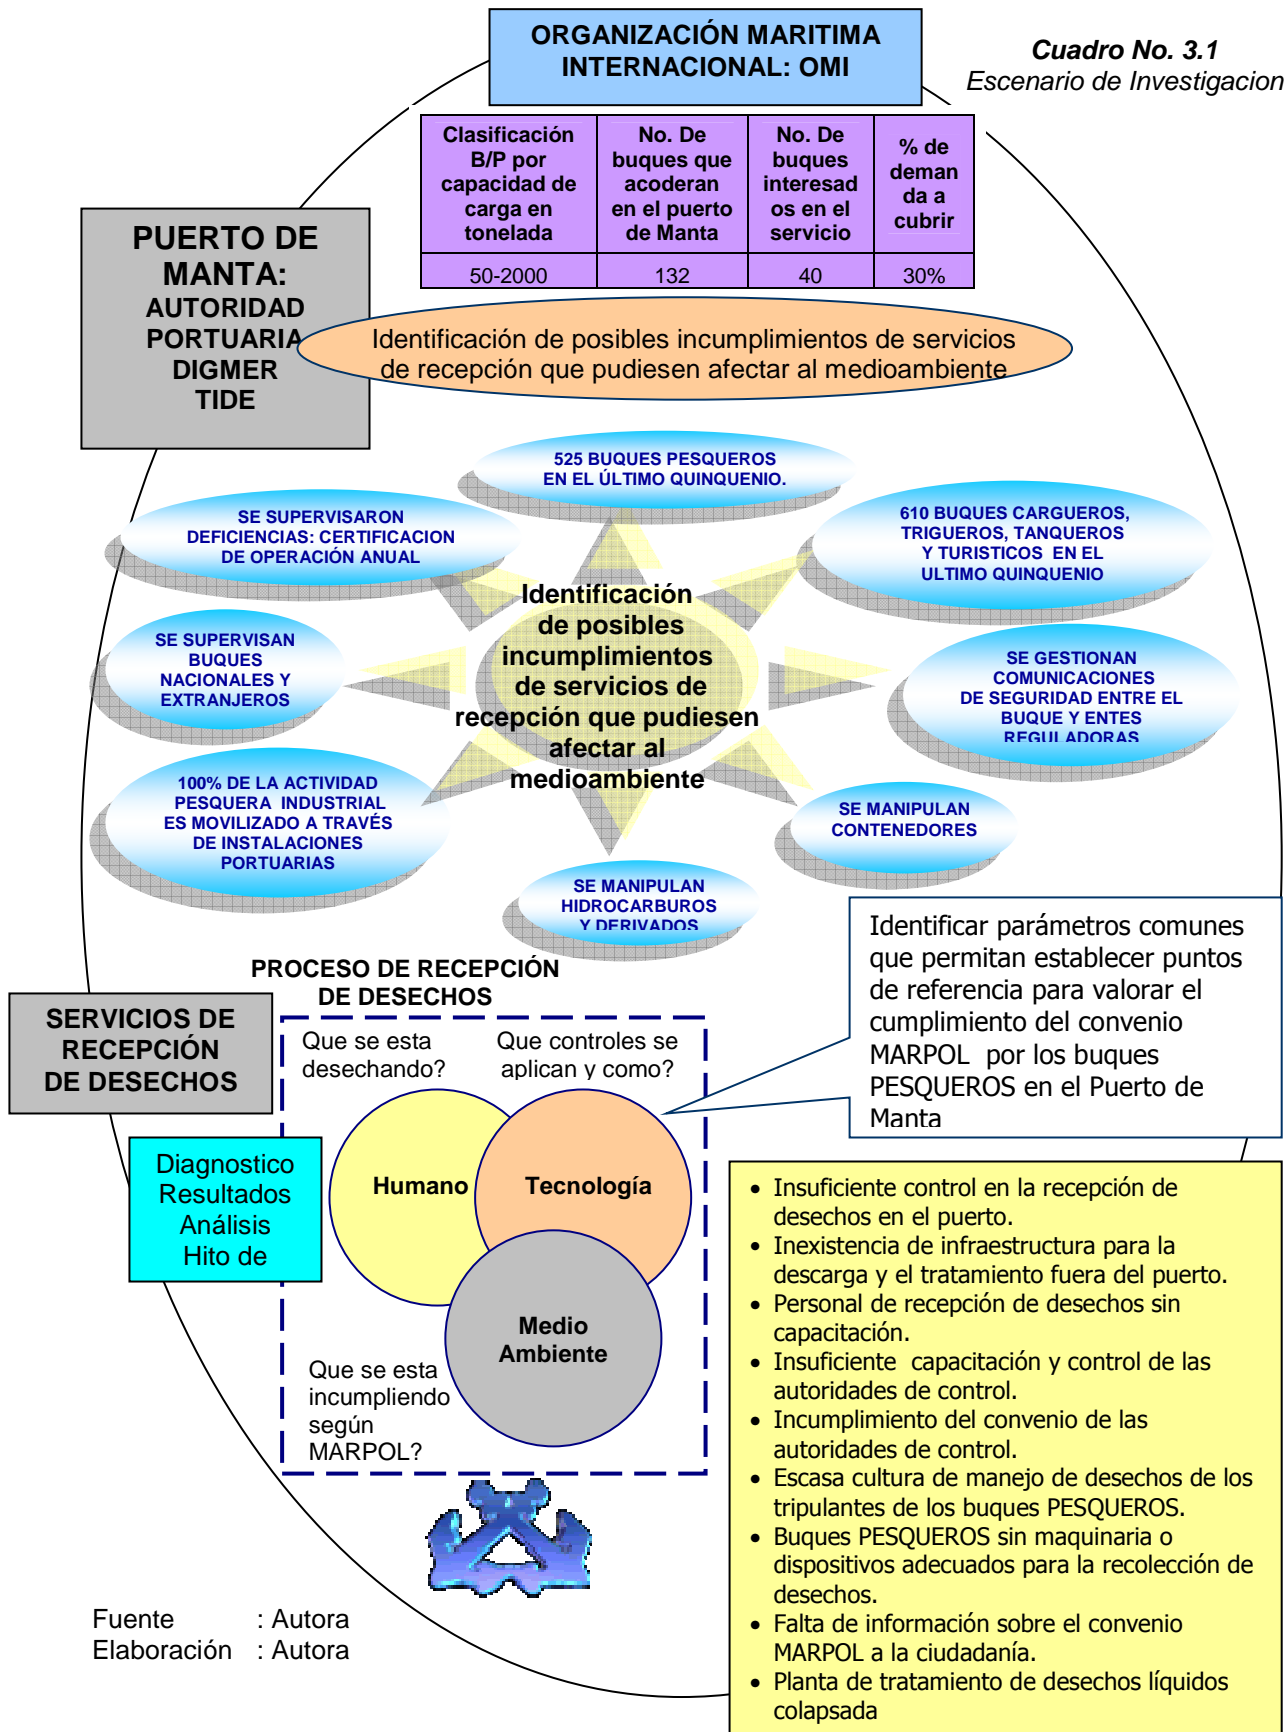 ORGANIZACIÓN MARITIMA
INTERNACIONAL: OMI
Cuadro No. 3.1
Escenario de Investigacion
Clasificación
B/P por
capacidad de
carga en
tonelada
No. De
buques que
acoderan
en el puerto
de Manta
No. De
buques
interesad
os en el
servicio
% de
deman
da a
cubrir
50-2000
132
40
30%
PUERTO DE
MANTA:
AUTORIDAD
PORTUARIA
DIGMER
TIDE
Identificación de posibles incumplimientos de servicios
de recepción que pudiesen afectar al medioambiente
525 BUQUES PESQUEROS
EN EL ÚLTIMO QUINQUENIO.
SE SUPERVISARON
DEFICIENCIAS: CERTIFICACION
DE OPERACIÓN ANUAL
610 BUQUES CARGUEROS,
TRIGUEROS, TANQUEROS
Y TURISTICOS EN EL
ULTIMO QUINQUENIO
Identificación
de posibles
incumplimientos
de servicios de
recepción que pudiesen
afectar al
medioambiente
SE SUPERVISAN
BUQUES
NACIONALES Y
EXTRANJEROS
SE GESTIONAN
COMUNICACIONES
DE SEGURIDAD ENTRE EL
BUQUE Y ENTES
REGULADORAS
100% DE LA ACTIVIDAD
PESQUERA INDUSTRIAL
ES MOVILIZADO A TRAVÉS
DE INSTALACIONES
PORTUARIAS
SE MANIPULAN
CONTENEDORES
SE MANIPULAN
HIDROCARBUROS
Y DERIVADOS
Identificar parámetros comunes
que permitan establecer puntos
de referencia para valorar el
cumplimiento del convenio
MARPOL por los buques
PESQUEROS en el Puerto de
Manta
PROCESO DE RECEPCIÓN
DE DESECHOS
SERVICIOS DE
RECEPCIÓN
DE DESECHOS
Que se esta
desechando?
Que controles se
aplican y como?
Diagnostico
Resultados
Análisis
Hito de
Humano
Tecnología
Medio
Ambiente
Que se esta
incumpliendo
según
MARPOL?
• Insuficiente control en la recepción de
desechos en el puerto.
• Inexistencia de infraestructura para la
descarga y el tratamiento fuera del puerto.
• Personal de recepción de desechos sin
capacitación.
• Insuficiente capacitación y control de las
autoridades de control.
• Incumplimiento del convenio de las
autoridades de control.
• Escasa cultura de manejo de desechos de los
tripulantes de los buques PESQUEROS.
• Buques PESQUEROS sin maquinaria o
dispositivos adecuados para la recolección de
desechos.
• Falta de información sobre el convenio
MARPOL a la ciudadanía.
• Planta de tratamiento de desechos líquidos
colapsada
Fuente : Autora
Elaboración : Autora